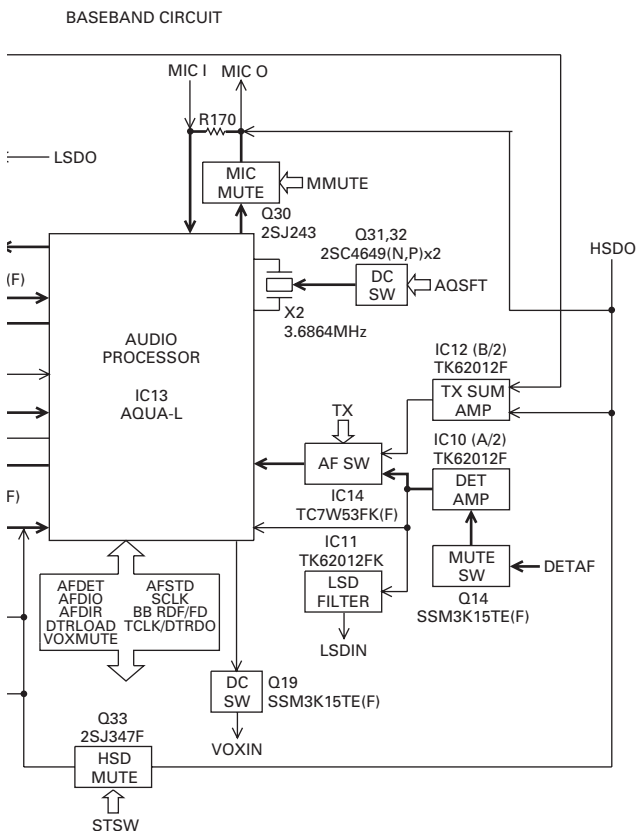 BASEBAND CIRCUIT
MIC I
MIC O
R170
LSDO
MIC
MUTE
MMUTE
Q30
2SJ243
Q31,32
2SC4649(N,P)x2
HSDO
(F)
DC
SW
AQSFT
X2
3.6864MHz
AUDIO
PROCESSOR
IC13
AQUA-L
IC12 (B/2)
TK62012F
TX SUM
AMP
TX
IC10 (A/2)
TK62012F
AF SW
DET
AMP
F)
IC14
TC7W53FK(F)
IC11
TK62012FK
MUTE
SW
DETAF
LSD
FILTER
Q14
SSM3K15TE(F)
AFDET AFSTD
AFDIO SCLK
AFDIR BB RDF/FD
DTRLOAD TCLK/DTRDO
VOXMUTE
LSDIN
DC
SW
Q19
SSM3K15TE(F)
Q33
2SJ347F
VOXIN
HSD
MUTE
STSW